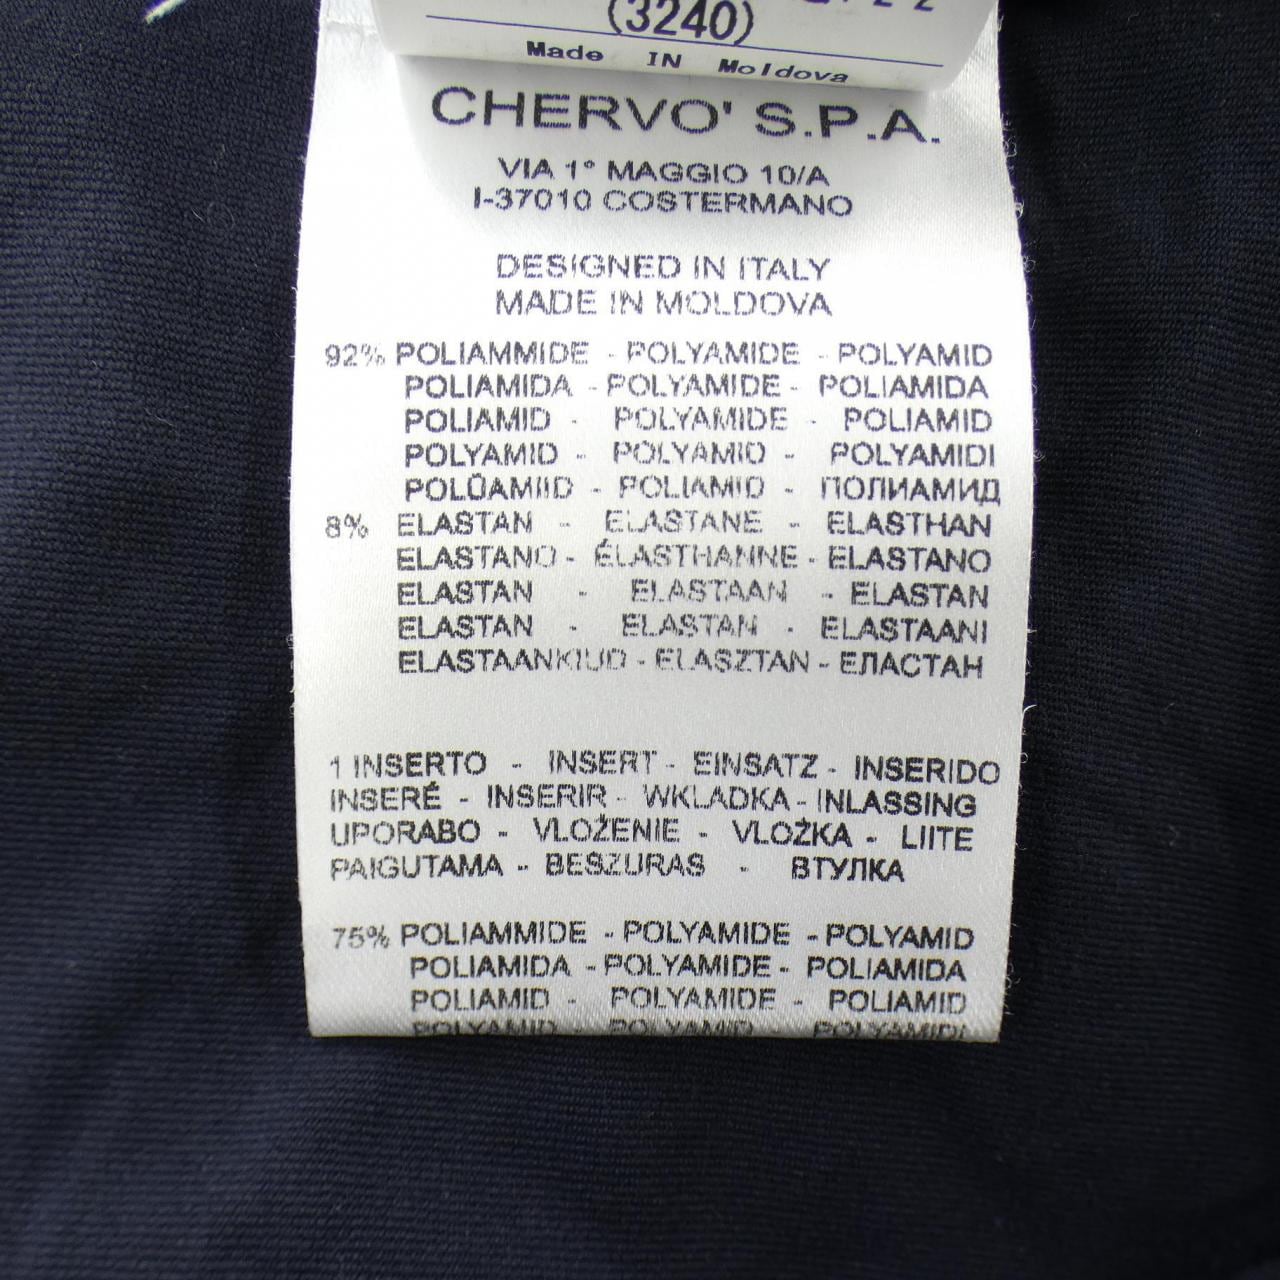 (3240)
Made IN Moldova
CHERVO' S.P.A.
VIA 1° MAGGIO 10/A
I-37010 COSTERMANO
DESIGNED IN ITALY
MADE IN MOLDOVA
92% POLIAMMIDE - POLYAMIDE - POLYAMID
POLIAMIDA - POLYAMIDE - POLIAMIDA
POLIAMID - POLYAMIDE - POLIAMID
POLYAMID - POLYAMID - POLYAMIDI
POLÜAMIID - POLIAMID - ПОЛИАМИД
8% ELASTAN - ELASTANE - ELASTHAN
ELASTANO - ÉLASTHANNE - ELASTANO
ELASTAN - ELASTAAN - ELASTAN
ELASTAN - ELASTAN - ELASTAANI
ELASTAANKIUD - ELASZTAN - ЕЛАСТАН
1 INSERTO - INSERT - EINSATZ - INSERIDO
INSERÉ - INSERIR - WKLADKA - INLASSING
UPORABO - VLOŽENIE - VLOŽKA - LIITE
PAIGUTAMA - BESZURAS - ВТУЛКА
75% POLIAMMIDE - POLYAMIDE - POLYAMID
POLIAMIDA - POLYAMIDE - POLIAMIDA
POLIAMID - POLYAMIDE - POLIAMID
POLYAMID - POLYAMID - POLYAMIDI